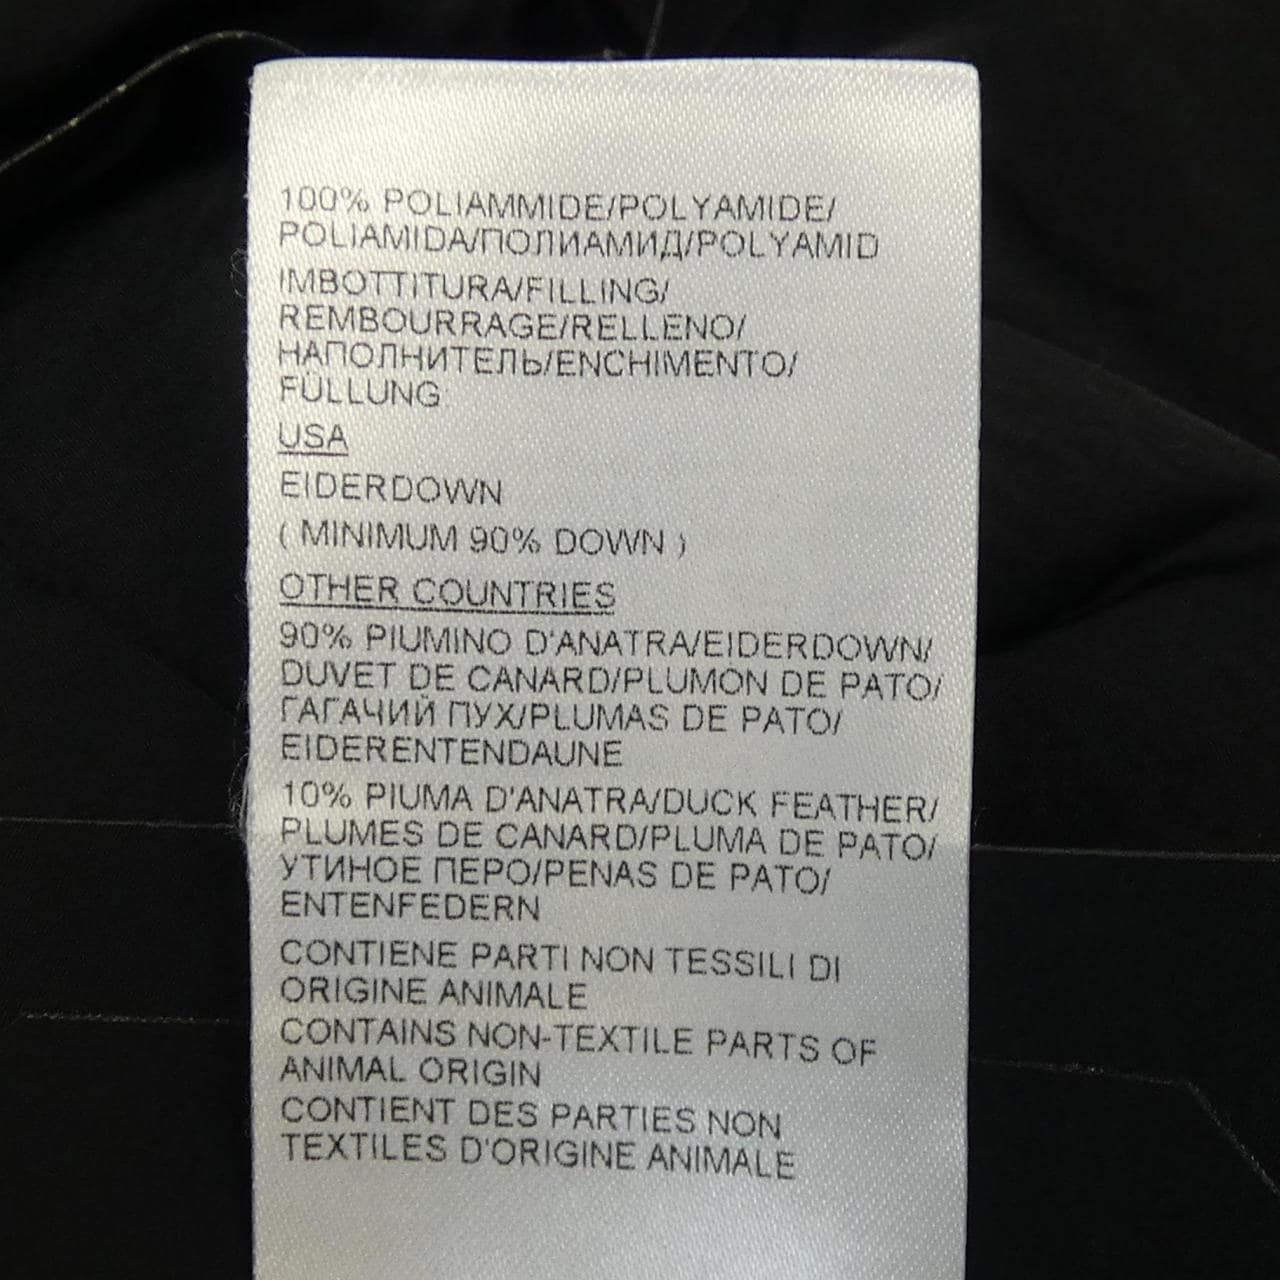 100% POLIAMMIDE/POLYAMIDE/
POLIAMIDA/ПОЛИАМИД/POLYAMID
IMBOTTITURA/FILLING/
REMBOURRAGE/RELLENO/
НАПОЛНИТЕЛЬ/ENCHIMENTO/
FÜLLUNG
USA
EIDERDOWN
( MINIMUM 90% DOWN )
OTHER COUNTRIES
90% PIUMINO D'ANATRA/EIDERDOWN/
DUVET DE CANARD/PLUMON DE PATO/
ГАГАЧИЙ ПУХ/PLUMAS DE PATO/
EIDERENTENDAUNE
10% PIUMA D'ANATRA/DUCK FEATHER/
PLUMES DE CANARD/PLUMA DE PATO/
УТИНОЕ ПЕРО/PENAS DE PATO/
ENTENFEDERN
CONTIENE PARTI NON TESSILI DI
ORIGINE ANIMALE
CONTAINS NON-TEXTILE PARTS OF
ANIMAL ORIGIN
CONTIENT DES PARTIES NON
TEXTILES D'ORIGINE ANIMALE